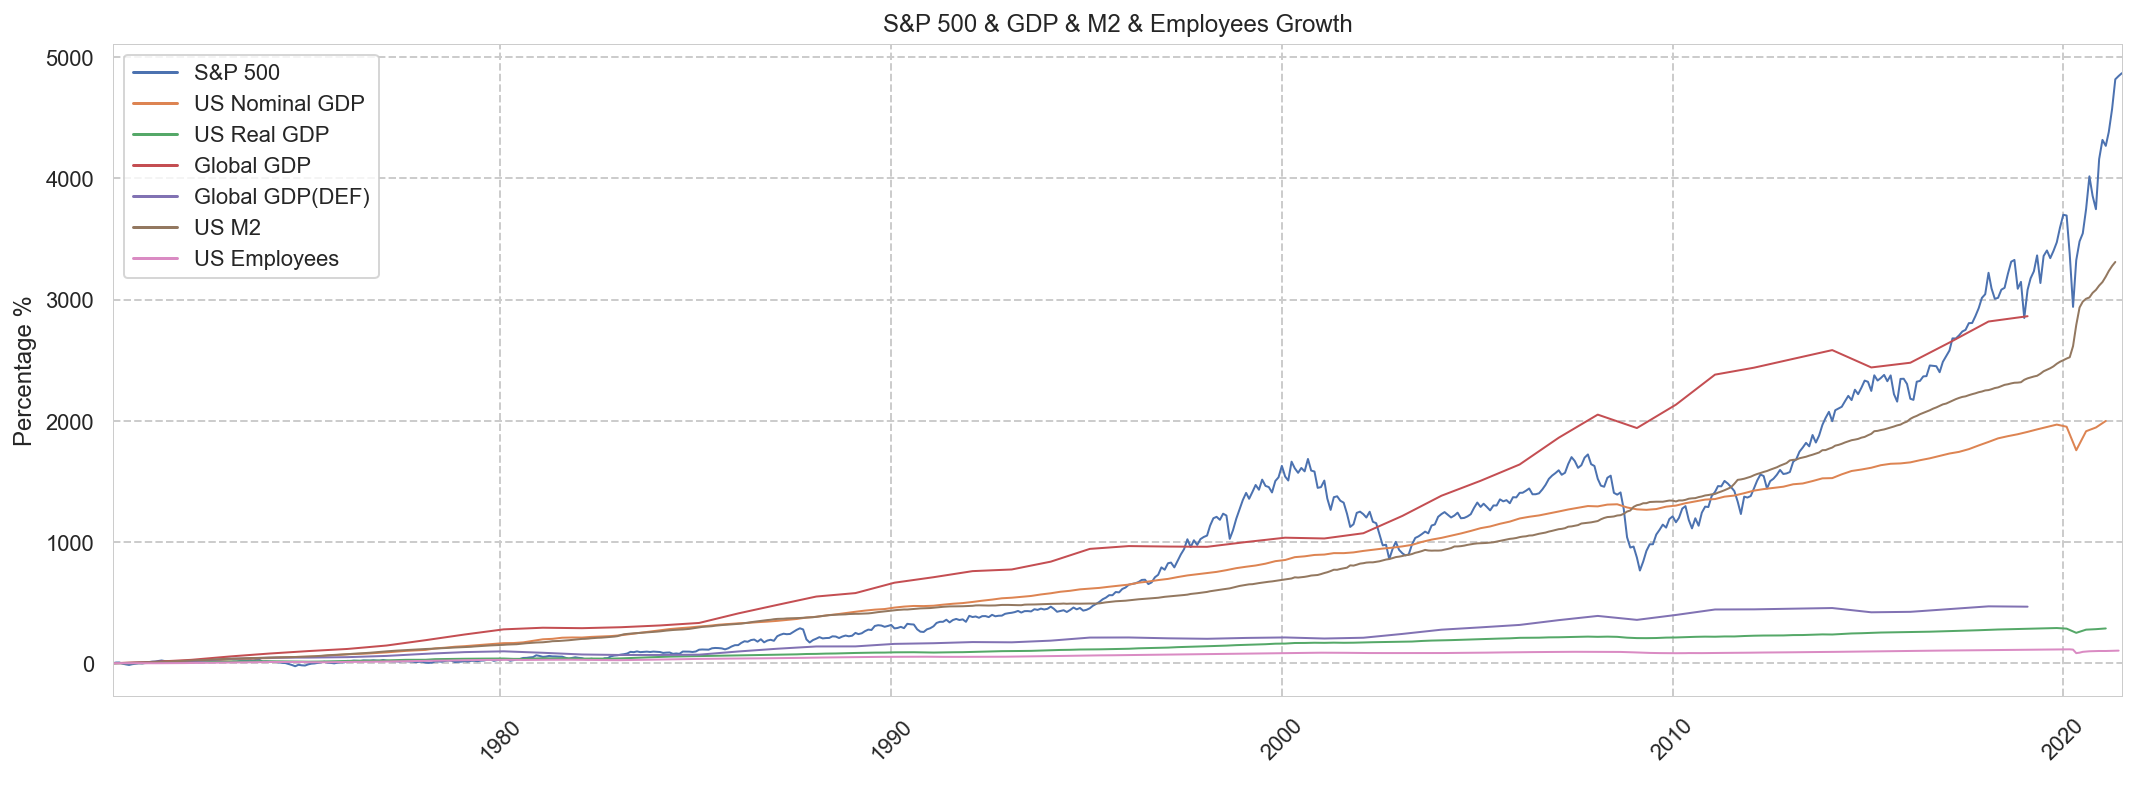 S&P 500 & GDP & M2 & Employees Growth
5000
4000
3000
2000
1000
0
Percentage %
S&P 500
US Nominal GDP
US Real GDP
Global GDP
Global GDP(DEF)
US M2
US Employees
1980
1990
2000
2010
2020